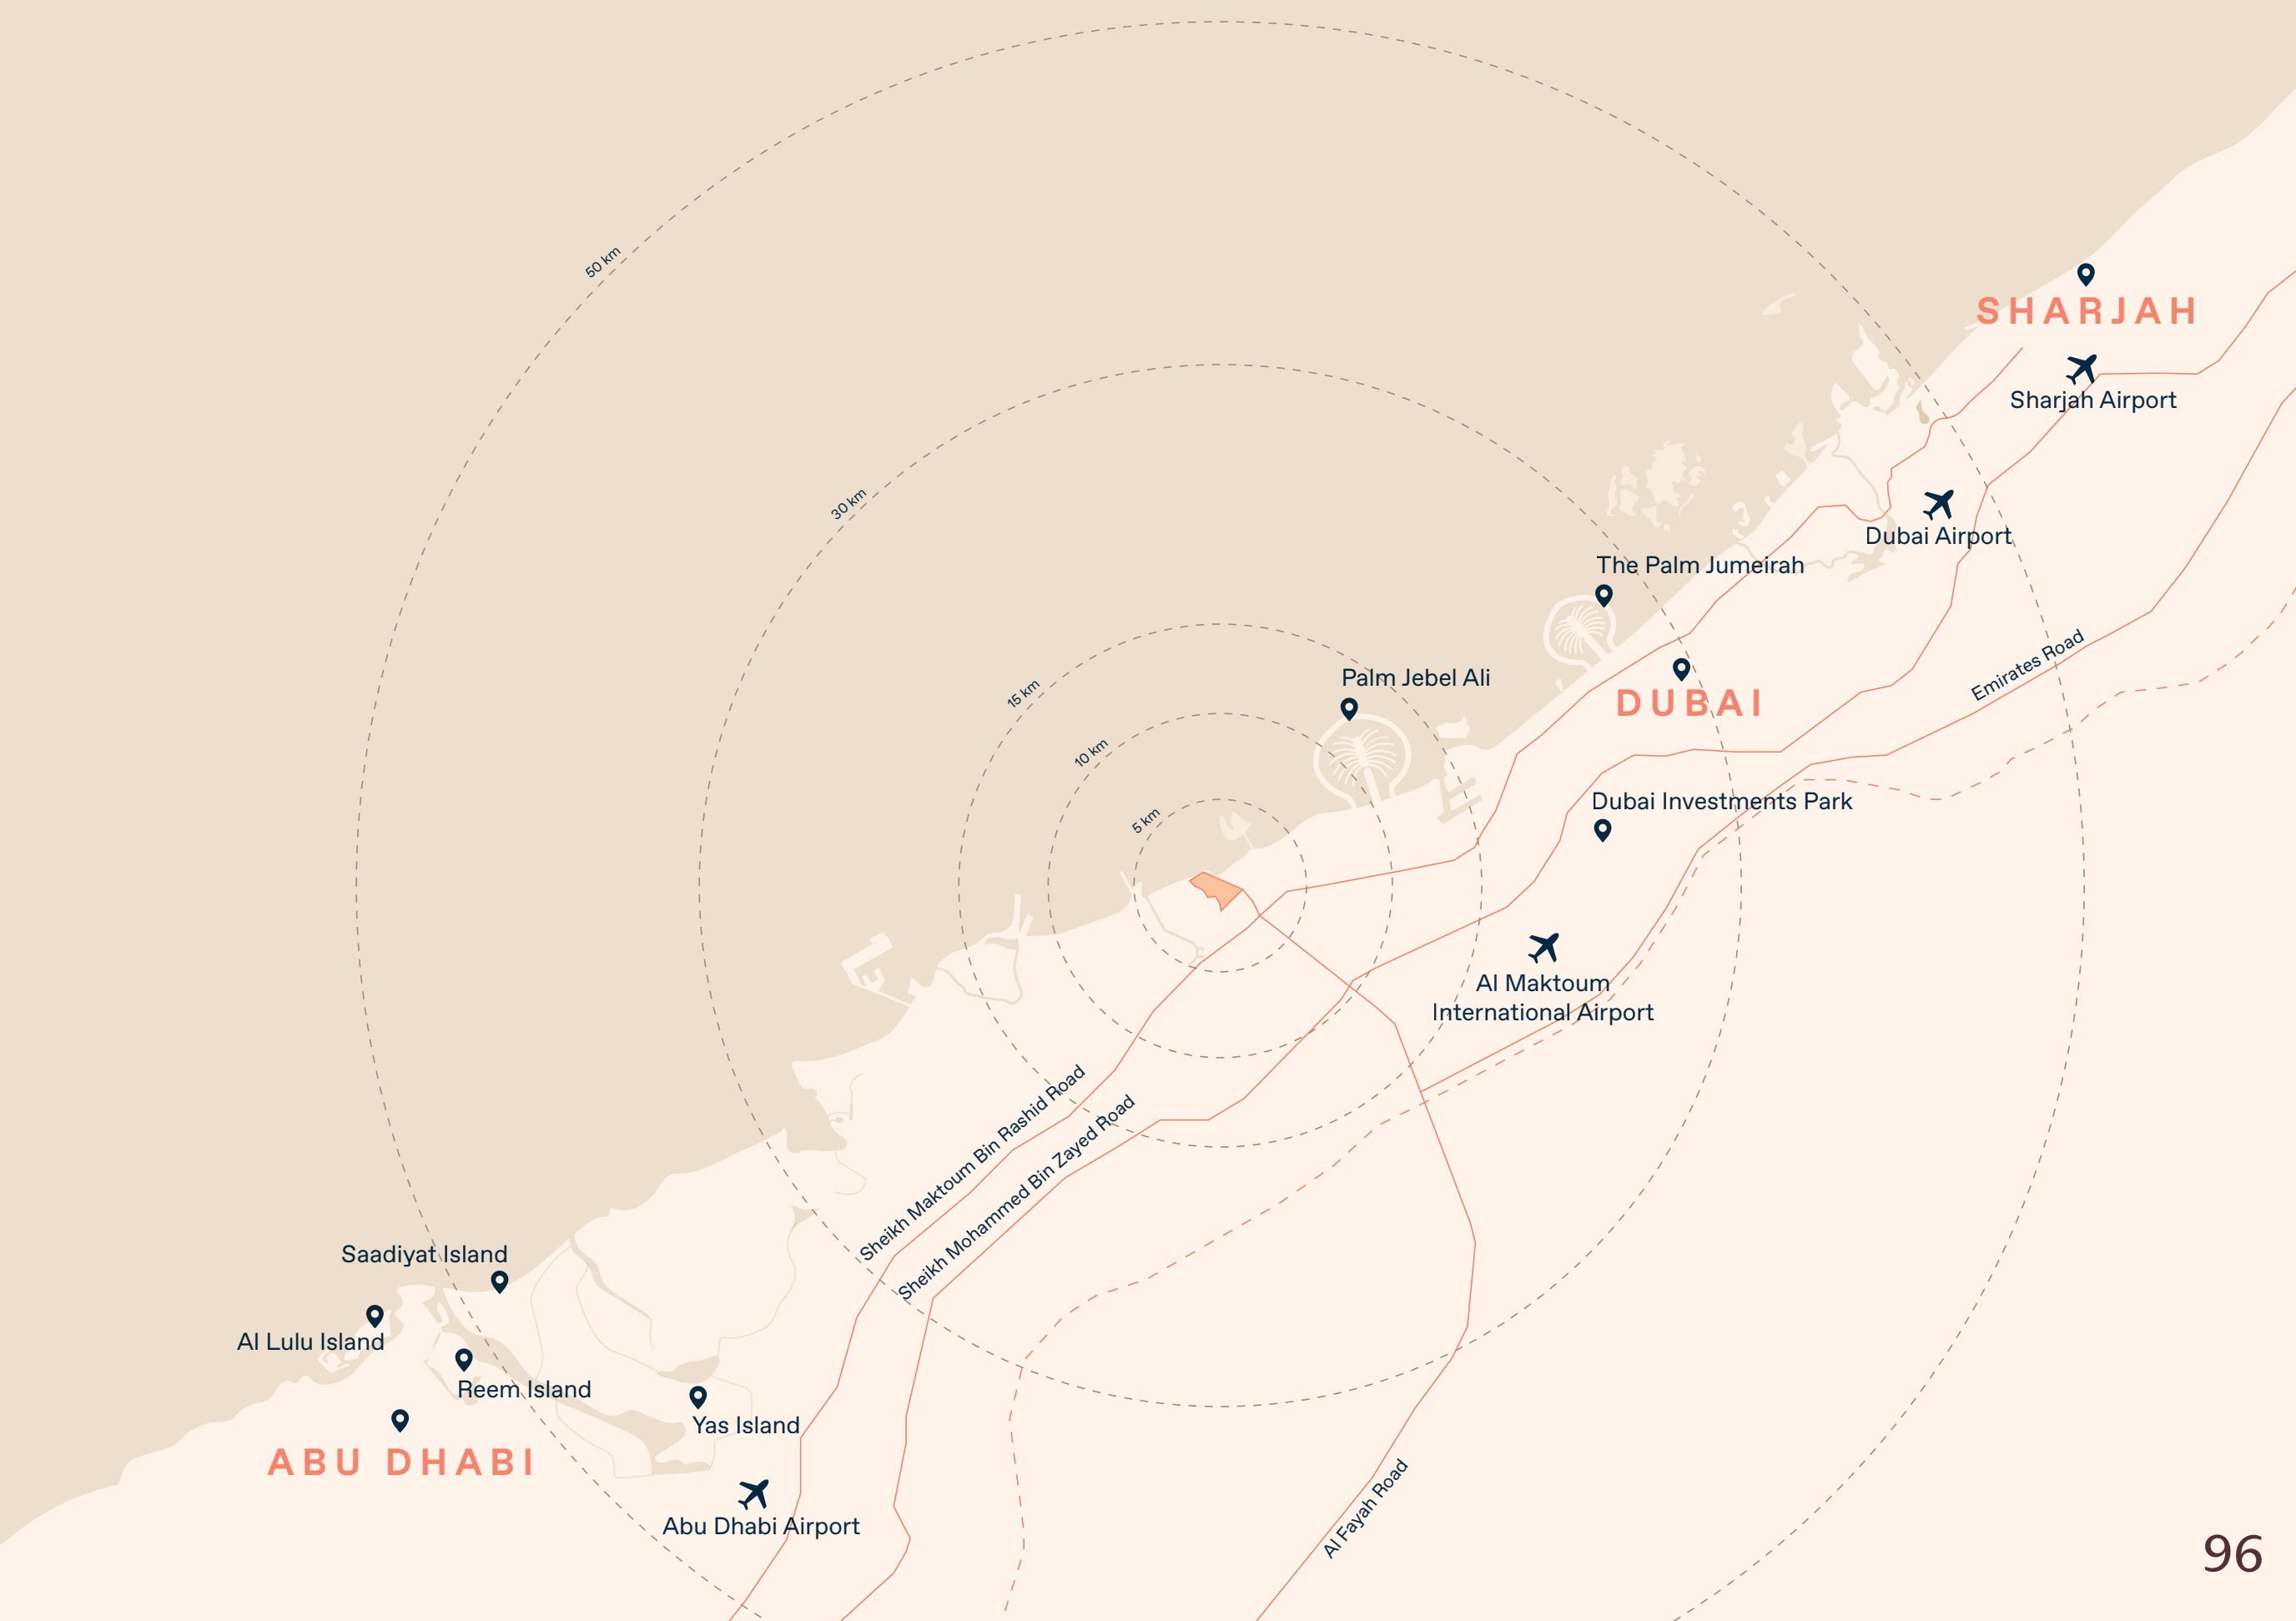 50 km
SHARJAH
Sharjah Airport
30 km
Dubai Airport
The Palm Jumeirah
Emirates Road
Palm Jebel Ali
15 km
DUBAI
10 km
Dubai Investments Park
5 km
Al Maktoum
International Airport
Sheikh Maktoum Bin Rashid Road
Sheikh Mohammed Bin Zayed Road
Saadiyat Island
Al Lulu Island
Reem Island
Yas Island
ABU DHABI
Abu Dhabi Airport
Al Fayah Road
96